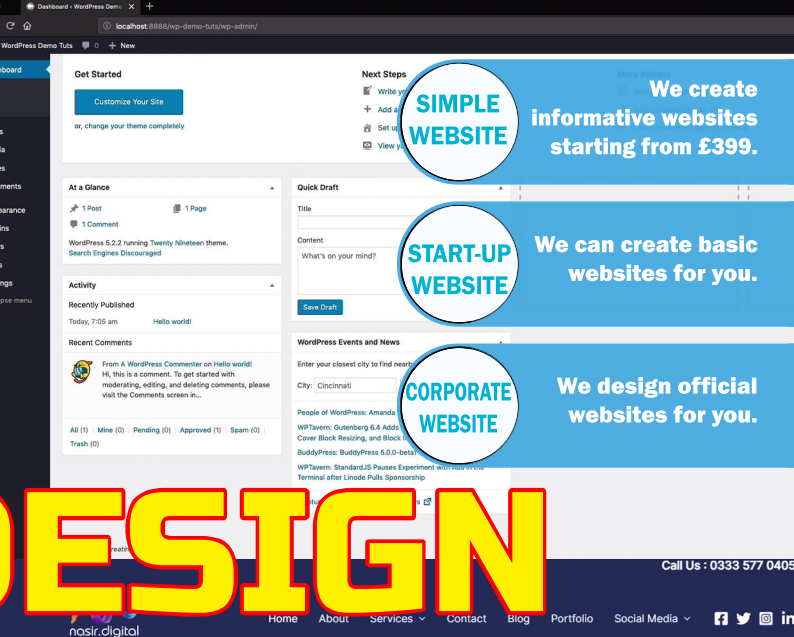 Dashboard ‹ WordPress Demo
localhost:8888/wp-demo-tuts/wp-admin/
WordPress Demo Tuts 0 + New
Get Started
Customize Your Site
or, change your theme completely
Next Steps
Write
Add a
View
SIMPLE
WEBSITE
We create
informative websites
starting from £399.
At a Glance
1 Post
1 Page
1 Comment
WordPress 5.2.2 running Twenty Nineteen theme.
Search Engines Discouraged
Quick Draft
Title
Content
What's on your mind?
Save Draft
START-UP
WEBSITE
We can create basic
websites for you.
Activity
Recently Published
Today, 7:05 am Hello world!
Recent Comments
From A WordPress Commenter on Hello world!
Hi, this is a comment. To get started with
moderating, editing, and deleting comments, please
visit the Comments screen in...
All (1) | Mine (0) | Pending (0) | Approved (1) | Spam (0) |
Trash (0)
WordPress Events and News
Enter your closest city to find
City: Cincinnati
People of WordPress: Amanda
WPTavern: Gutenberg 6.4 Adds
Cover Block Resizing, and Block
BuddyPress: BuddyPress 5.0.0-beta1
WPTavern: StandardJS Pauses Experiment with Ads in the
Terminal after Linode Pulls Sponsorship
CORPORATE
WEBSITE
We design official
websites for you.
DESIGN
Call Us : 0333 577 0405
nasir.digital
Home About Services Contact Blog Portfolio Social Media